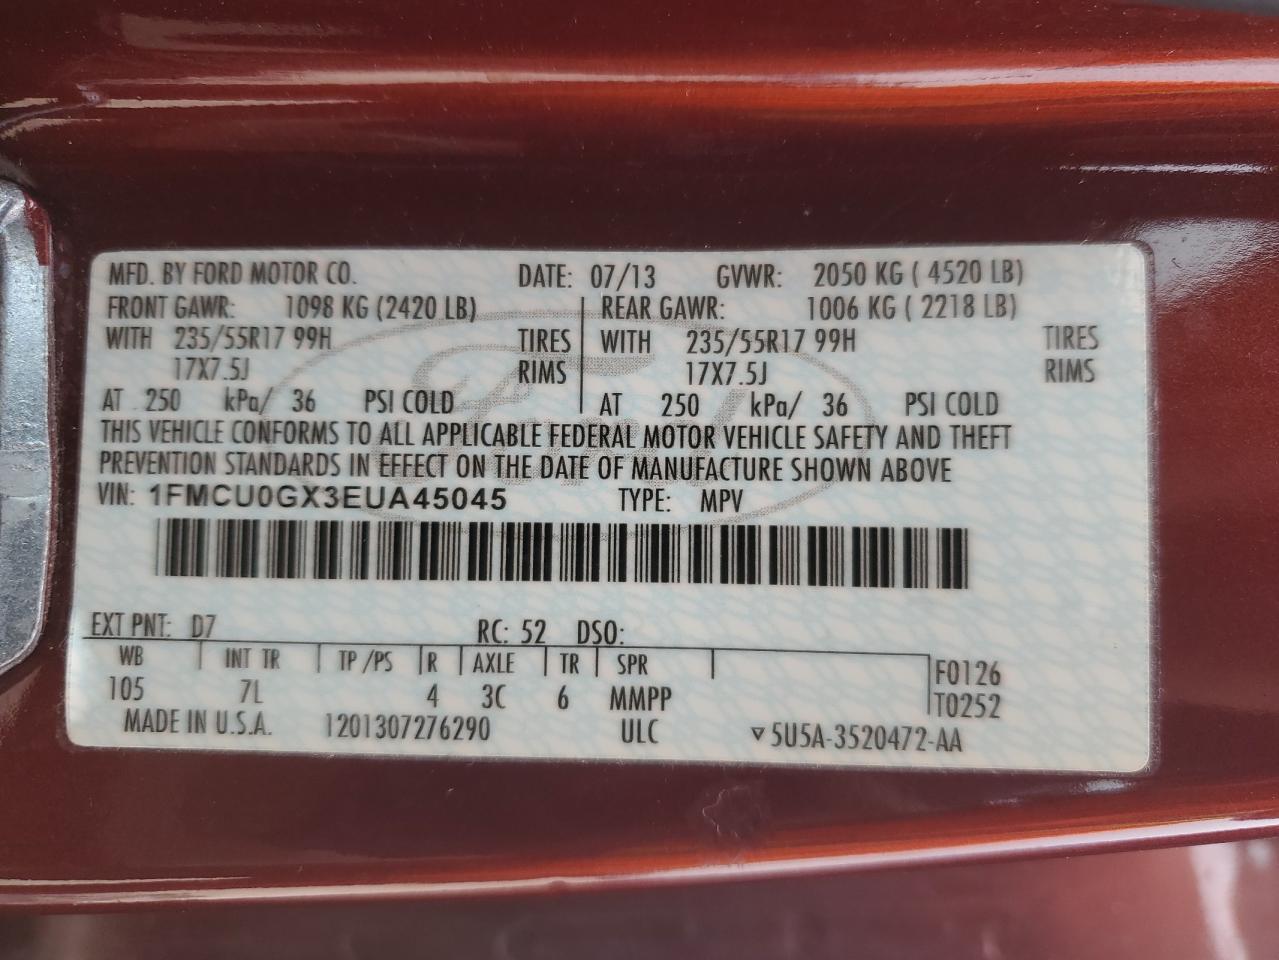 MFD. BY FORD MOTOR CO. DATE: 07/13 GVWR: 2050 KG ( 4520 LB)
FRONT GAWR: 1098 KG (2420 LB) REAR GAWR: 1006 KG ( 2218 LB)
WITH 235/55R17 99H TIRES WITH 235/55R17 99H TIRES
17X7.5J RIMS 17X7.5J RIMS
AT 250 kPa/ 36 PSI COLD AT 250 kPa/ 36 PSI COLD
THIS VEHICLE CONFORMS TO ALL APPLICABLE FEDERAL MOTOR VEHICLE SAFETY AND THEFT
PREVENTION STANDARDS IN EFFECT ON THE DATE OF MANUFACTURE SHOWN ABOVE
VIN: 1FMCU0GX3EUA45045 TYPE: MPV
Ford
EXT PNT: D7 RC: 52 DSO:
WB INT TR TP/PS R AXLE TR SPR F0126
105 7L 4 3C 6 MMPP T0252
MADE IN U.S.A. 1201307276290 ULC ▽5U5A-3520472-AA